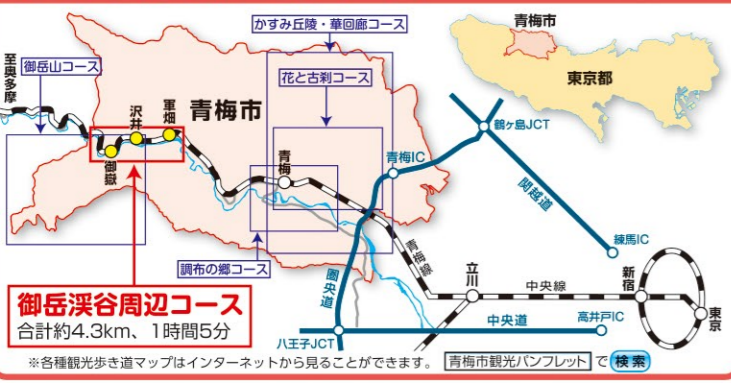 かすみ丘陵・華回廊コース
青梅市
至奥多摩
御岳山コース
花と古刹コース
東京都
沢井
軍畑
青梅市
鶴ヶ島JCT
御嶽
青梅
青梅IC
関越道
調布の郷コース
青梅線
練馬IC
圏央道
立川
中央線
新宿
東京
御岳渓谷周辺コース
合計約4.3km、1時間5分
中央道
高井戸IC
八王子JCT
※各種観光歩き道マップはインターネットから見ることができます。 青梅市観光パンフレット で 検索